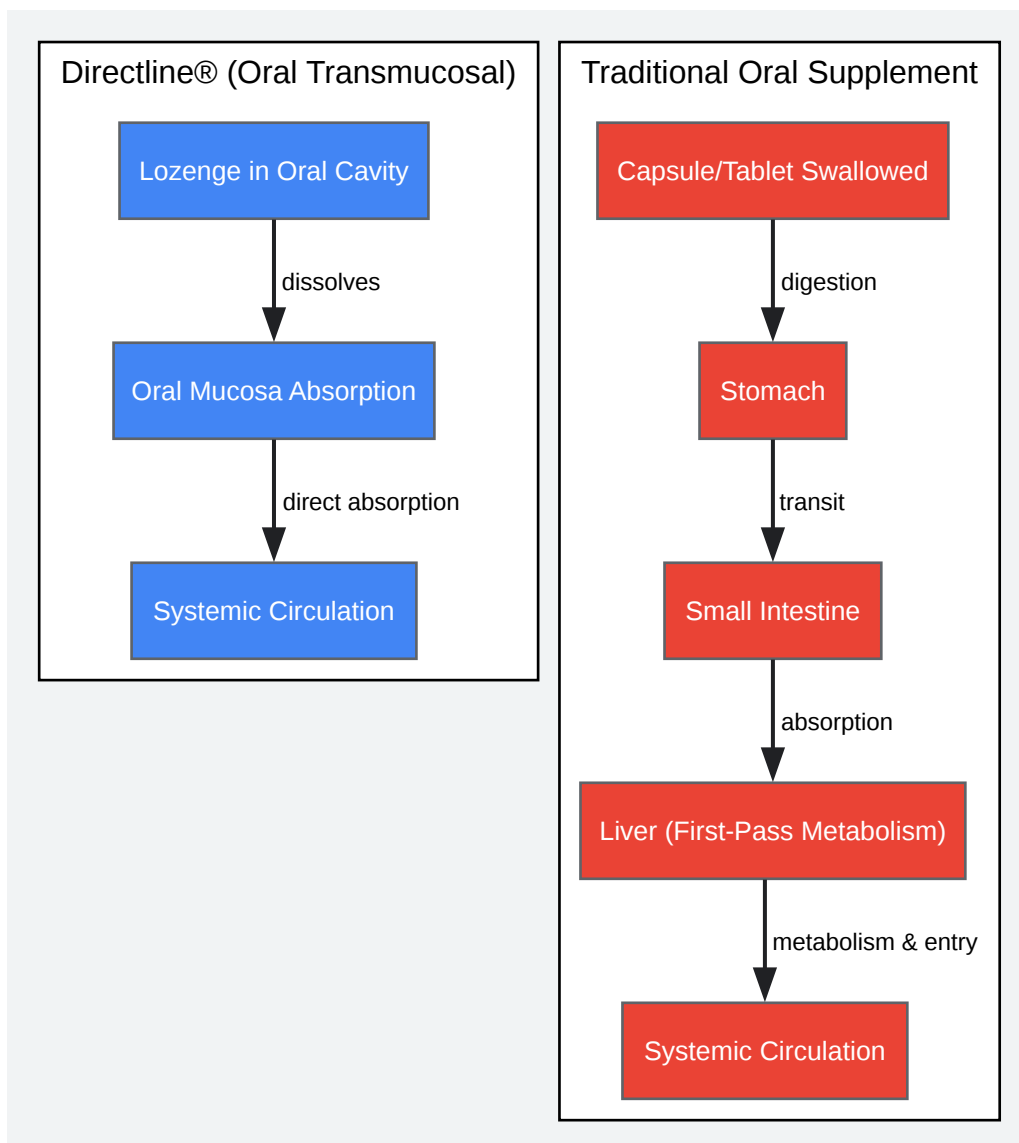 Directline® (Oral Transmucosal)
Lozenge in Oral Cavity
dissolves
Oral Mucosa Absorption
direct absorption
Systemic Circulation
Traditional Oral Supplement
Capsule/Tablet Swallowed
digestion
Stomach
transit
Small Intestine
absorption
Liver (First-Pass Metabolism)
metabolism & entry
Systemic Circulation